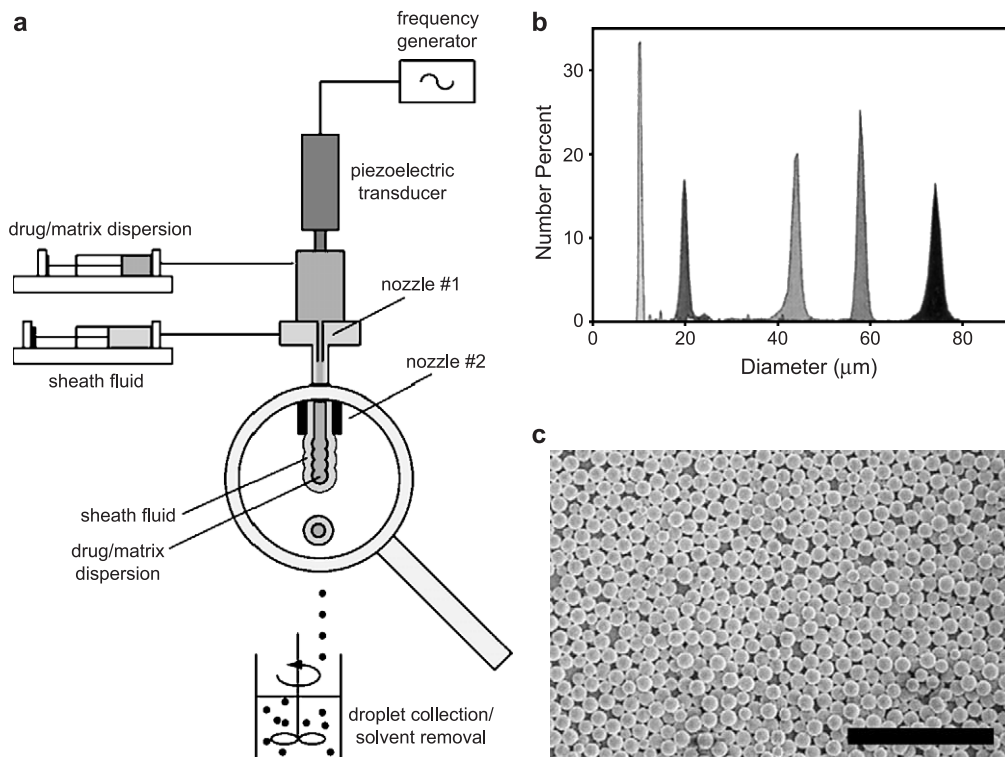 a
frequency
generator
piezoelectric
transducer
drug/matrix dispersion
nozzle #1
sheath fluid
nozzle #2
sheath fluid
drug/matrix
dispersion
droplet collection/
solvent removal
b
Number Percent
30
20
10
0
0
20
40
60
80
Diameter (μm)
c